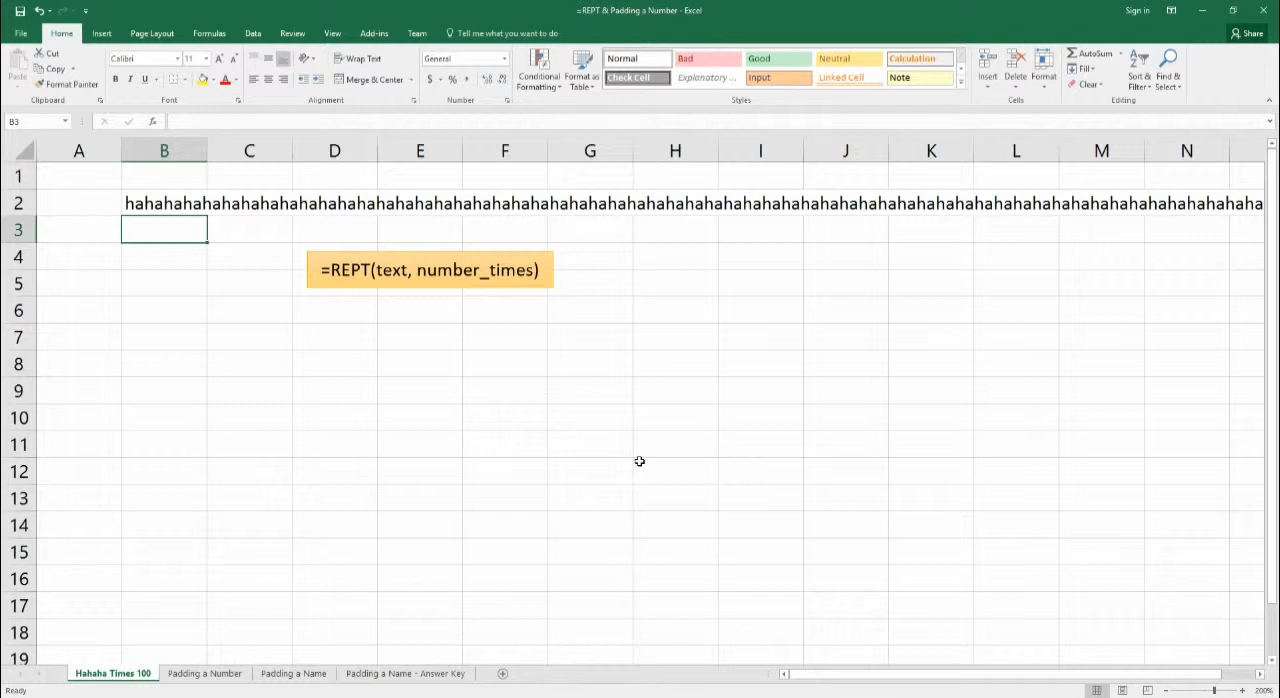 =REPT & Padding a Number - Excel
Sign in
File Home Insert Page Layout Formulas Data Review View Add-ins Team Tell me what you want to do
Share
Paste
Cut
Copy
Format Painter
Clipboard
Calibri 11
B I U
Font
Wrap Text
Merge & Center
Alignment
General
$ % ,
Number
Conditional Formatting
Format as Table
Normal Bad Good Neutral Calculation
Check Cell Explanatory ... Input Linked Cell Note
Styles
Insert Delete Format
Cells
AutoSum
Fill
Clear
Sort & Filter
Find & Select
Editing
B3
fx
A B C D E F G H I J K L M N
1
2 hahahahahahahahahahahahahahahahahahahahahahahahahahahahahahahahahahahahahahahahahahahahahahahahahahahahahahahahahahaha
3
4
=REPT(text, number_times)
5
6
7
8
9
10
11
12
13
14
15
16
17
18
19
Hahaha Times 100 Padding a Number Padding a Name Padding a Name - Answer Key
Ready
200%